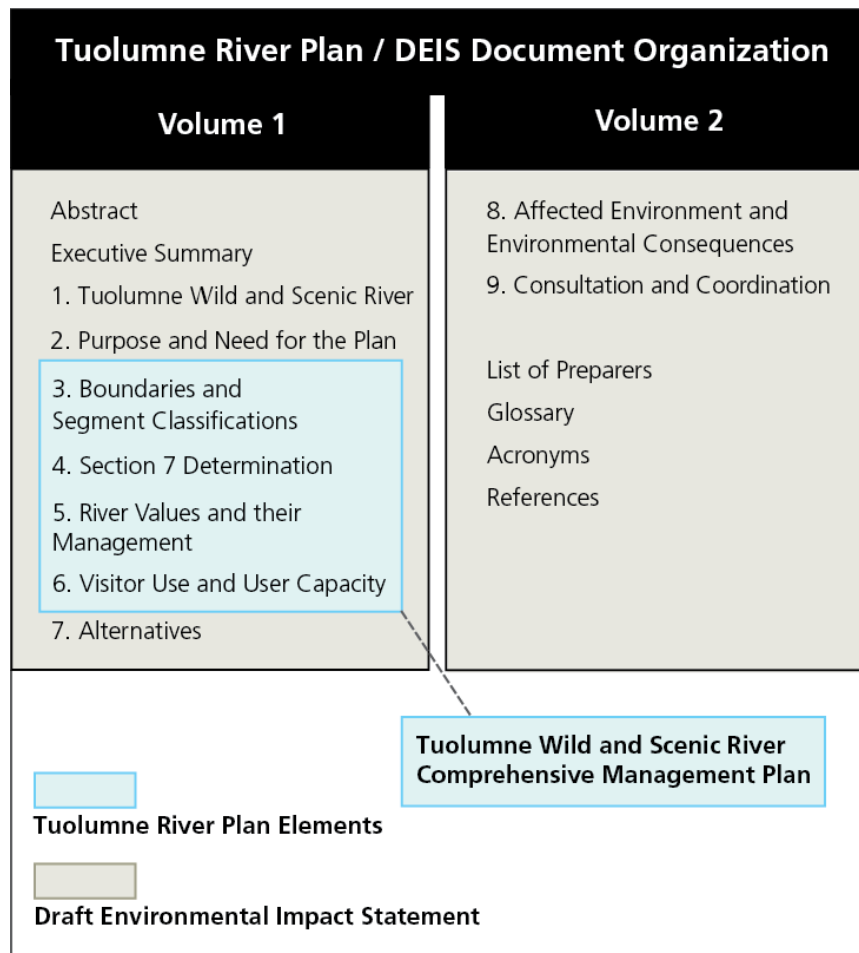 Tuolumne River Plan / DEIS Document Organization
Volume 1
Abstract
Executive Summary
1. Tuolumne Wild and Scenic River
2. Purpose and Need for the Plan
3. Boundaries and
Segment Classifications
4. Section 7 Determination
5. River Values and their
Management
6. Visitor Use and User Capacity
7. Alternatives
Volume 2
8. Affected Environment and
Environmental Consequences
9. Consultation and Coordination
List of Preparers
Glossary
Acronyms
References
Tuolumne Wild and Scenic River
Comprehensive Management Plan
Tuolumne River Plan Elements
Draft Environmental Impact Statement